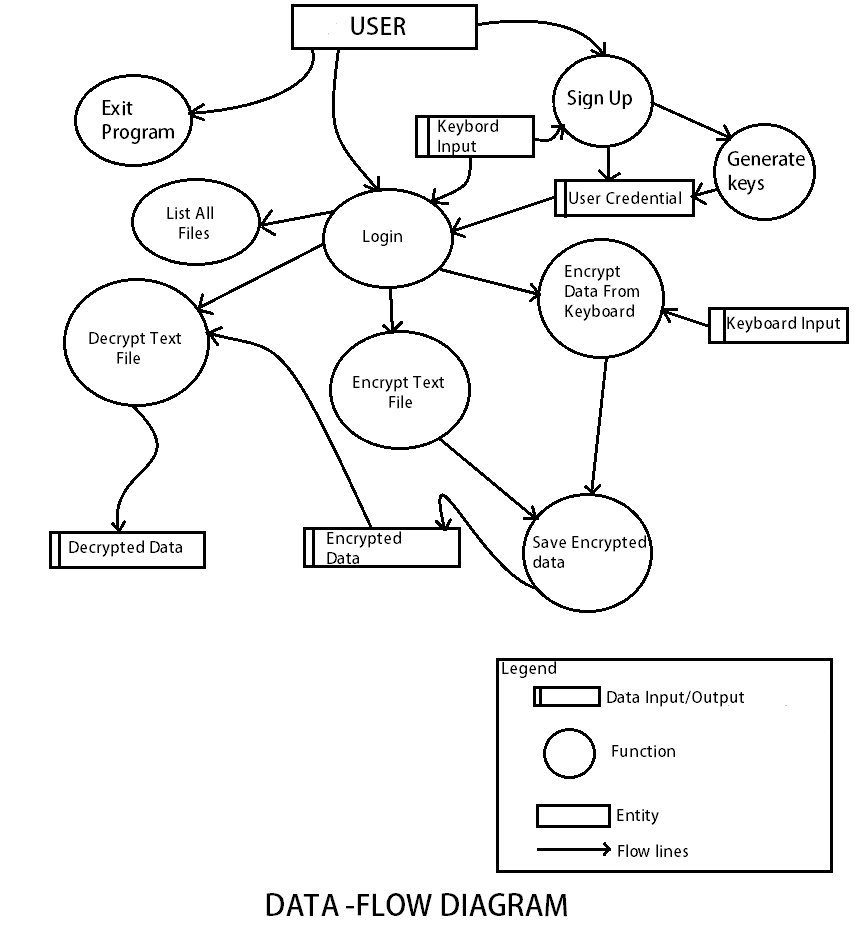 USER
Exit
Program
Sign Up
Keybord
Input
Generate
keys
User Credential
List All
Files
Login
Encrypt
Data From
Keyboard
Keyboard Input
Decrypt Text
File
Encrypt Text
File
Decrypted Data
Encrypted
Data
Save Encrypted
data
Legend
Data Input/Output
Function
Entity
Flow lines
DATA -FLOW DIAGRAM